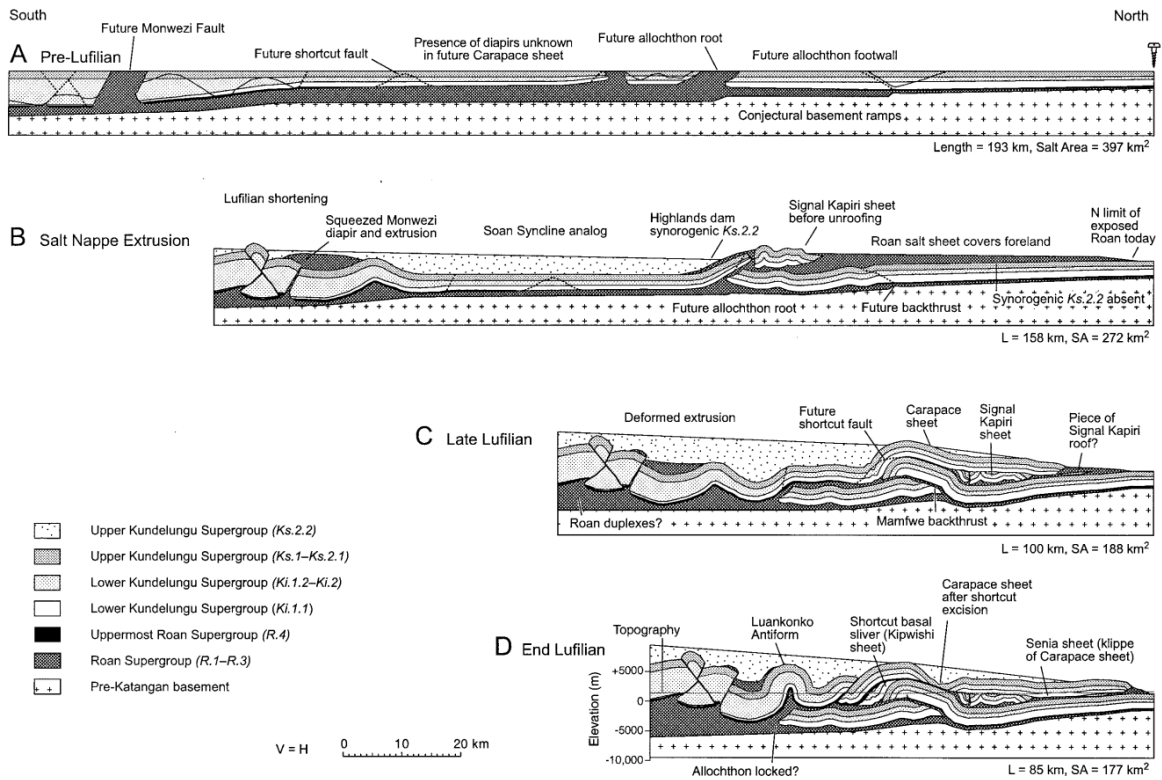 South
North
Future Monwezi Fault
A Pre-Lufilian
Future shortcut fault
Presence of diapirs unknown
in future Carapace sheet
Future allochthon root
Future allochthon footwall
Conjectural basement ramps
Length = 193 km, Salt Area = 397 km²
Lufilian shortening
B Salt Nappe Extrusion
Squeezed Monwezi
diapir and extrusion
Soan Syncline analog
Highlands dam
synorogenic Ks.2.2
Signal Kapiri sheet
before unroofing
Roan salt sheet covers foreland
N limit of
exposed
Roan today
Future allochthon root
Future backthrust
Synorogenic Ks.2.2 absent
L = 158 km, SA = 272 km²
C Late Lufilian
Deformed extrusion
Future
shortcut fault
Carapace
sheet
Signal
Kapiri
sheet
Piece of
Signal Kapiri
roof?
Roan duplexes?
Mamfwe backthrust
L = 100 km, SA = 188 km²
Upper Kundelungu Supergroup (Ks.2.2)
Upper Kundelungu Supergroup (Ks.1–Ks.2.1)
Lower Kundelungu Supergroup (Ki.1.2–Ki.2)
Lower Kundelungu Supergroup (Ki.1.1)
Uppermost Roan Supergroup (R.4)
Roan Supergroup (R.1–R.3)
Pre-Katangan basement
V = H
0 10 20 km
D End Lufilian
Topography
Luankonko
Antiform
Shortcut basal
sliver (Kipwishi
sheet)
Carapace sheet
after shortcut
excision
Senia sheet (klippe
of Carapace sheet)
Elevation (m)
+5000
0
-5000
-10,000
Allochthon locked?
L = 85 km, SA = 177 km²